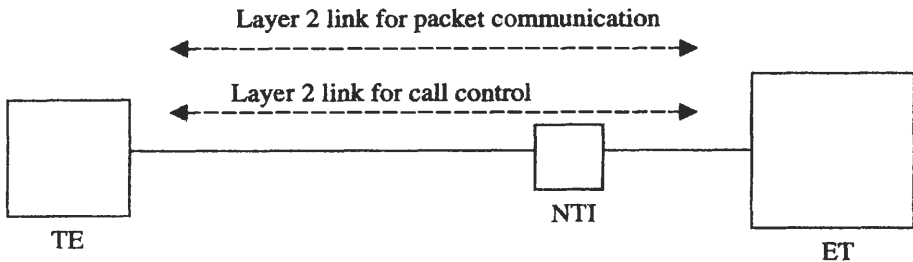 Layer 2 link for packet communication
Layer 2 link for call control
TE
NTI
ET